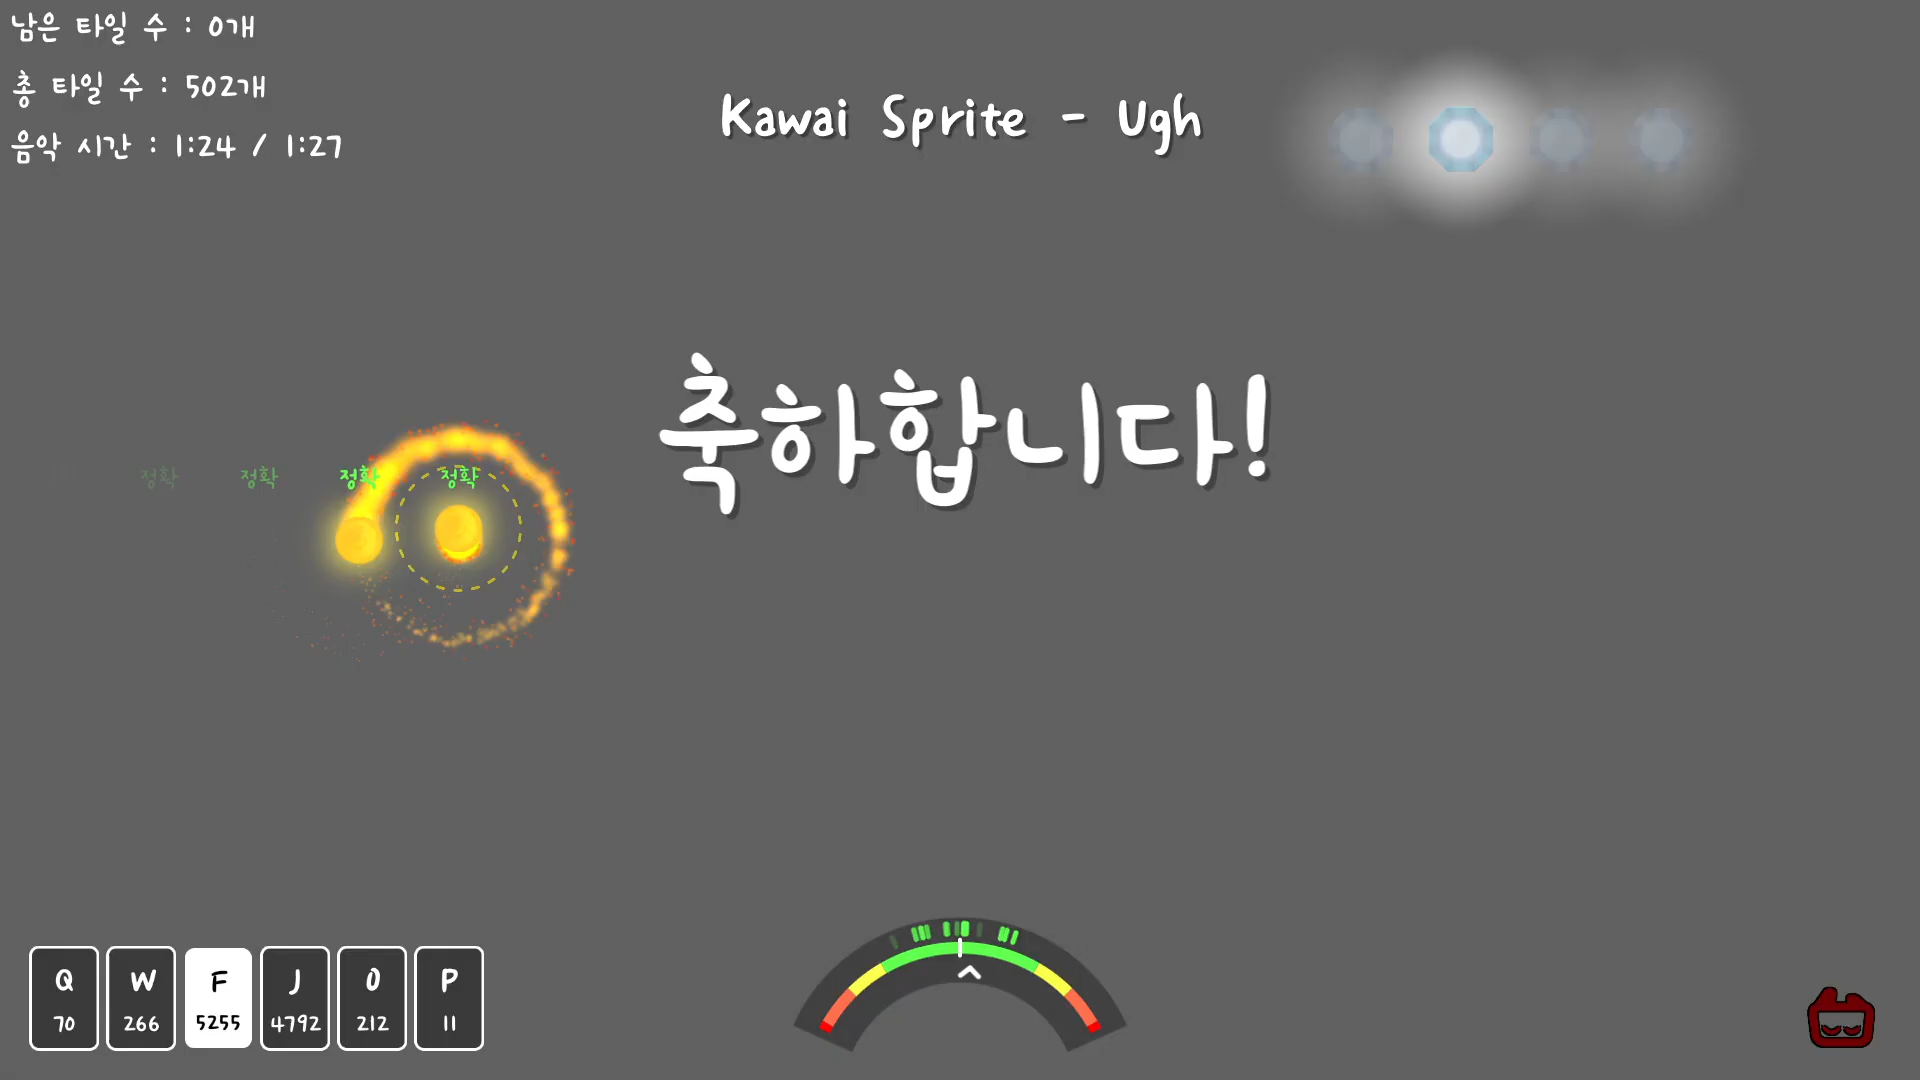 남은 타일 수 : 0개
총 타일 수 : 502개
음악 시간 : 1:24 / 1:27
Kawai Sprite - Ugh
축하합니다!
정확 정확 정확 정확
Q W F J O P
70 266 5255 4792 212 11